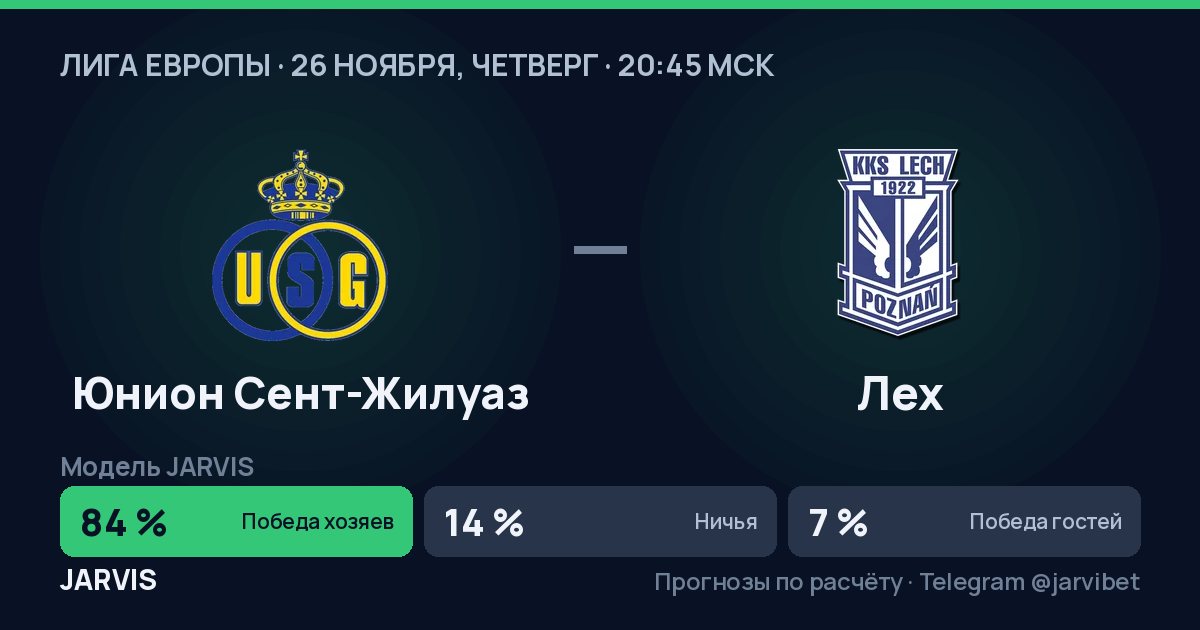 ЛИГА ЕВРОПЫ · 26 НОЯБРЯ, ЧЕТВЕРГ · 20:45 МСК
USG
KKS LECH
1922
POZNAŃ
Юнион Сент-Жилуаз
Лех
Модель JARVIS
84 % Победа хозяев
14 % Ничья
7 % Победа гостей
JARVIS
Прогнозы по расчёту · Telegram @jarvibet